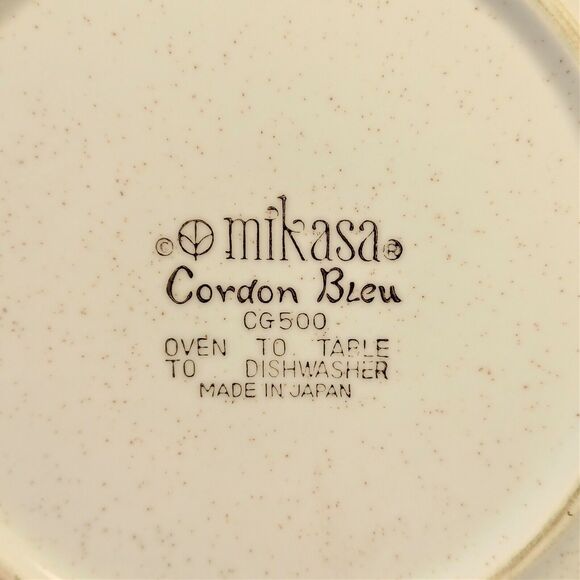 © mikasa®
Cordon Bleu
CG500
OVEN TO TABLE
TO DISHWASHER
MADE IN JAPAN